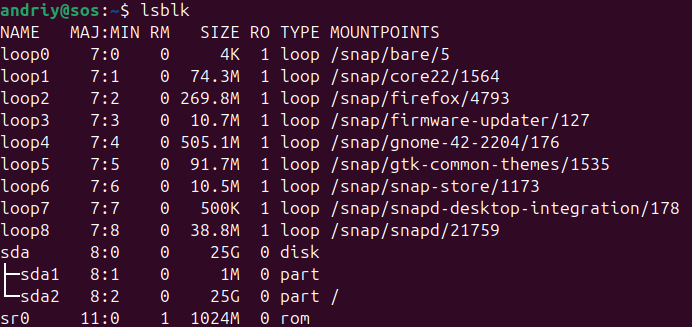 andriy@sos:~$ lsblk
NAME   MAJ:MIN RM   SIZE RO TYPE MOUNTPOINTS
loop0    7:0    0     4K  1 loop /snap/bare/5
loop1    7:1    0  74.3M  1 loop /snap/core22/1564
loop2    7:2    0 269.8M  1 loop /snap/firefox/4793
loop3    7:3    0  10.7M  1 loop /snap/firmware-updater/127
loop4    7:4    0 505.1M  1 loop /snap/gnome-42-2204/176
loop5    7:5    0  91.7M  1 loop /snap/gtk-common-themes/1535
loop6    7:6    0  10.5M  1 loop /snap/snap-store/1173
loop7    7:7    0   500K  1 loop /snap/snapd-desktop-integration/178
loop8    7:8    0  38.8M  1 loop /snap/snapd/21759
sda      8:0    0    25G  0 disk
├─sda1   8:1    0     1M  0 part
└─sda2   8:2    0    25G  0 part /
sr0     11:0    1  1024M  0 rom